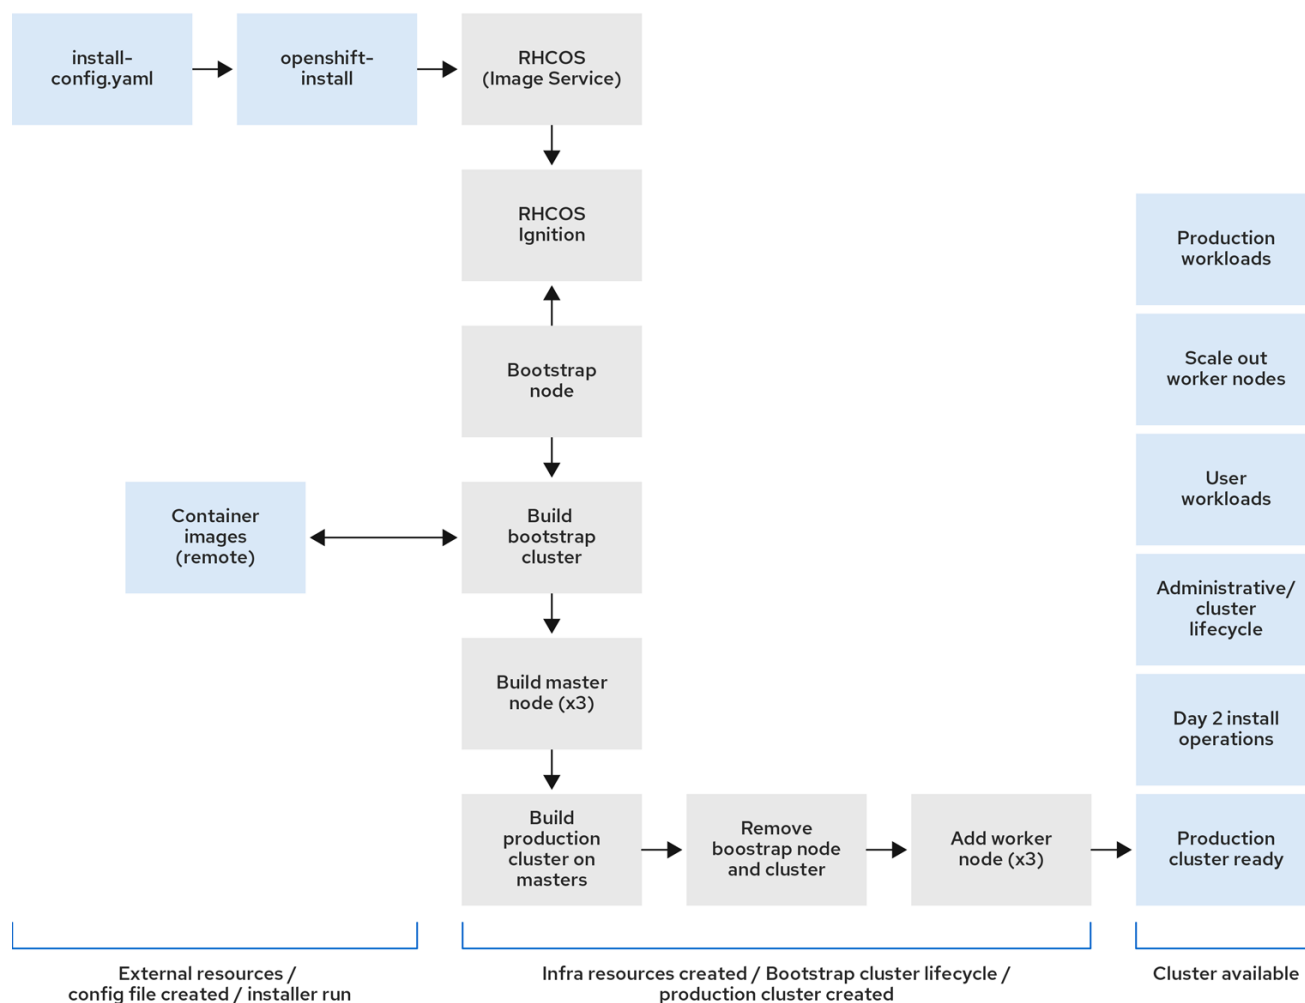 install-
config.yaml
openshift-
install
RHCOS
(Image Service)
RHCOS
Ignition
Bootstrap
node
Container
images
(remote)
Build
bootstrap
cluster
Build master
node (x3)
Build
production
cluster on
masters
Remove
boostrap node
and cluster
Add worker
node (x3)
Production
workloads
Scale out
worker nodes
User
workloads
Administrative/
cluster
lifecycle
Day 2 install
operations
Production
cluster ready
External resources /
config file created / installer run
Infra resources created / Bootstrap cluster lifecycle /
production cluster created
Cluster available